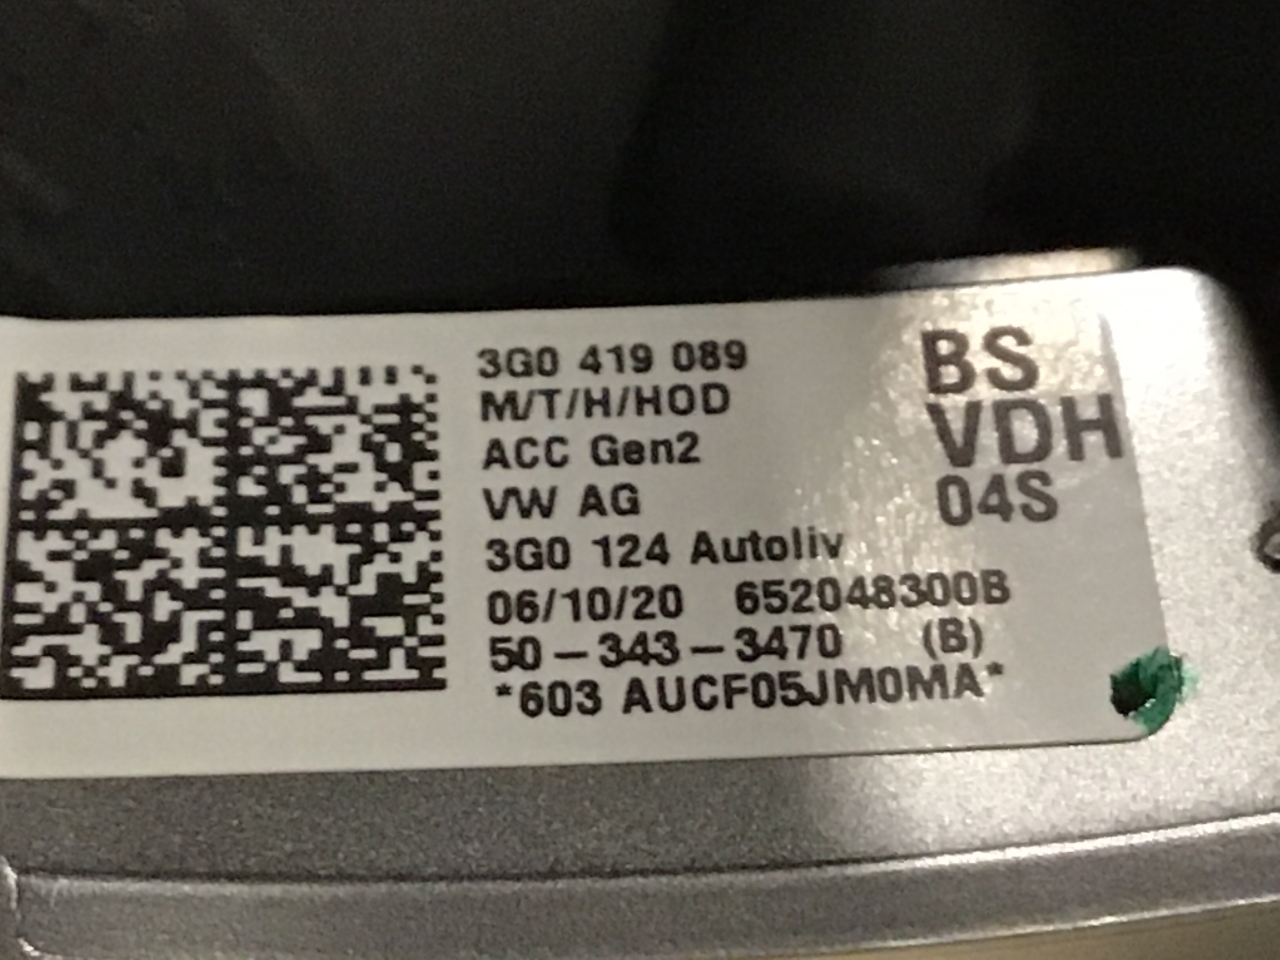 3G0 419 089
M/T/H/HOD
ACC Gen2
VW AG
3G0 124 Autoliv
06/10/20 652048300B
50-343-3470 (B)
*603 AUCF05JM0MA*
BS
VDH
04S